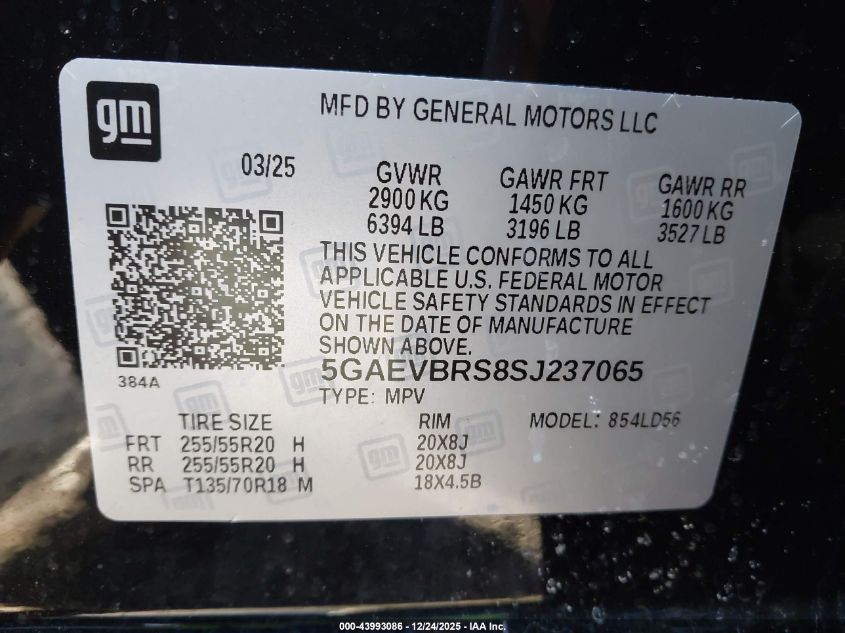 gm
MFD BY GENERAL MOTORS LLC
03/25
GVWR GAWR FRT GAWR RR
2900 KG 1450 KG 1600 KG
6394 LB 3196 LB 3527 LB
THIS VEHICLE CONFORMS TO ALL
APPLICABLE U.S. FEDERAL MOTOR
VEHICLE SAFETY STANDARDS IN EFFECT
ON THE DATE OF MANUFACTURE
SHOWN ABOVE.
384A
5GAEVBRS8SJ237065
TYPE: MPV
TIRE SIZE RIM MODEL: 854LD56
FRT 255/55R20 H 20X8J
RR 255/55R20 H 20X8J
SPA T135/70R18 M 18X4.5B
000-43993086 - 12/24/2025 - IAA Inc.